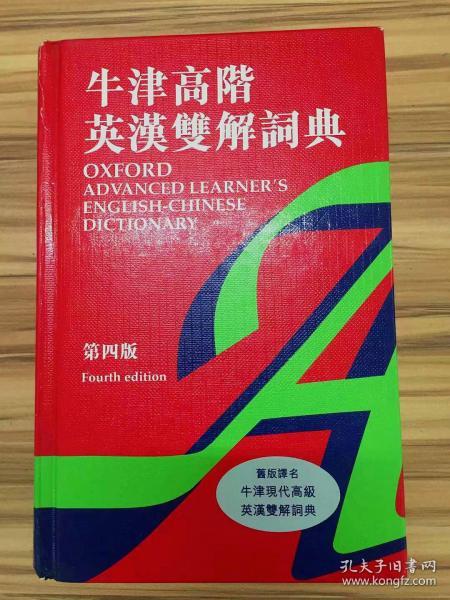 牛津高階
英漢雙解詞典
OXFORD
ADVANCED LEARNER'S
ENGLISH-CHINESE
DICTIONARY
第四版
Fourth edition
舊版譯名
牛津現代高級
英漢雙解詞典
孔夫子旧书网
www.kongfz.com